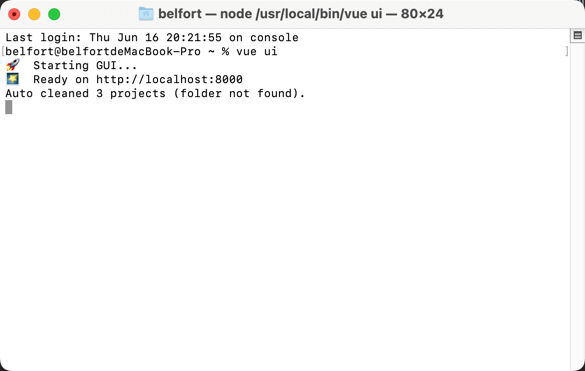 belfort — node /usr/local/bin/vue ui — 80×24
Last login: Thu Jun 16 20:21:55 on console
[belfort@belfortdeMacBook-Pro ~ % vue ui ]
🚀  Starting GUI...
🌠  Ready on http://localhost:8000
Auto cleaned 3 projects (folder not found).